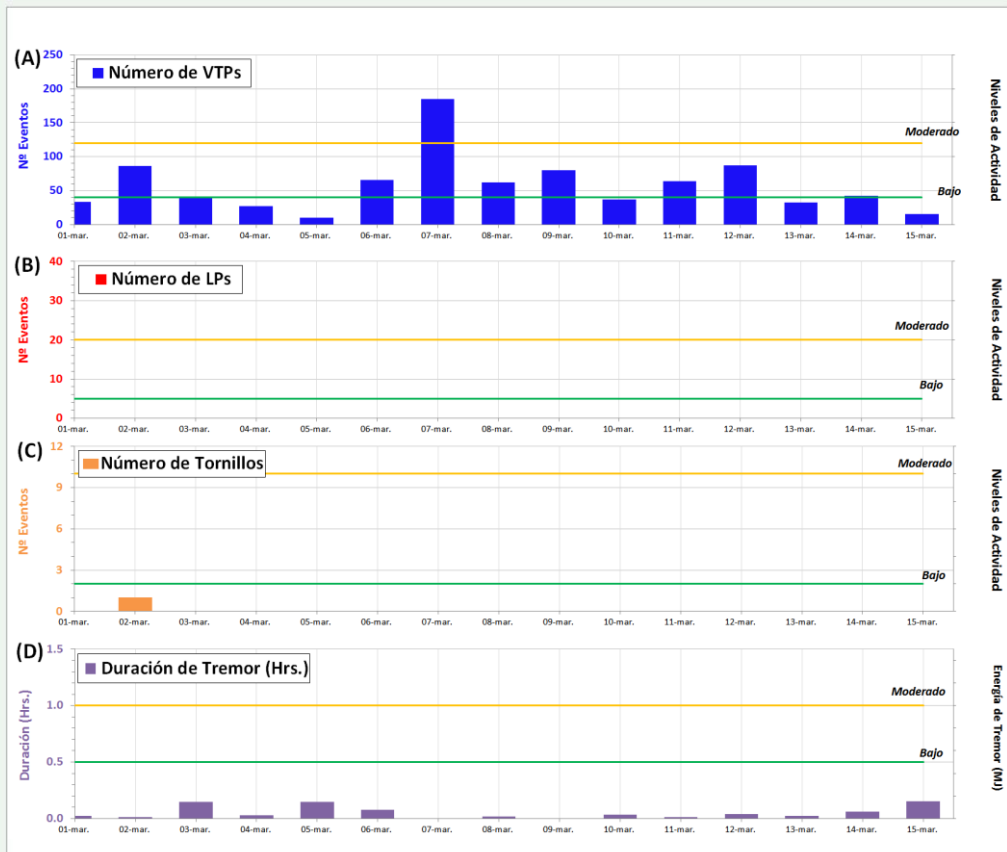 (A)
Número de VTPs
Nº Eventos
250
200
150
100
50
0
Moderado
Bajo
Niveles de Actividad
01-mar. 02-mar. 03-mar. 04-mar. 05-mar. 06-mar. 07-mar. 08-mar. 09-mar. 10-mar. 11-mar. 12-mar. 13-mar. 14-mar. 15-mar.
(B)
Número de LPs
Nº Eventos
40
30
20
10
0
Moderado
Bajo
Niveles de Actividad
01-mar. 02-mar. 03-mar. 04-mar. 05-mar. 06-mar. 07-mar. 08-mar. 09-mar. 10-mar. 11-mar. 12-mar. 13-mar. 14-mar. 15-mar.
(C)
Número de Tornillos
Nº Eventos
12
9
6
3
0
Moderado
Bajo
Niveles de Actividad
01-mar. 02-mar. 03-mar. 04-mar. 05-mar. 06-mar. 07-mar. 08-mar. 09-mar. 10-mar. 11-mar. 12-mar. 13-mar. 14-mar. 15-mar.
(D)
Duración de Tremor (Hrs.)
Duración (Hrs.)
1.5
1.0
0.5
0.0
Moderado
Bajo
Energía de Tremor (MJ)
01-mar. 02-mar. 03-mar. 04-mar. 05-mar. 06-mar. 07-mar. 08-mar. 09-mar. 10-mar. 11-mar. 12-mar. 13-mar. 14-mar. 15-mar.